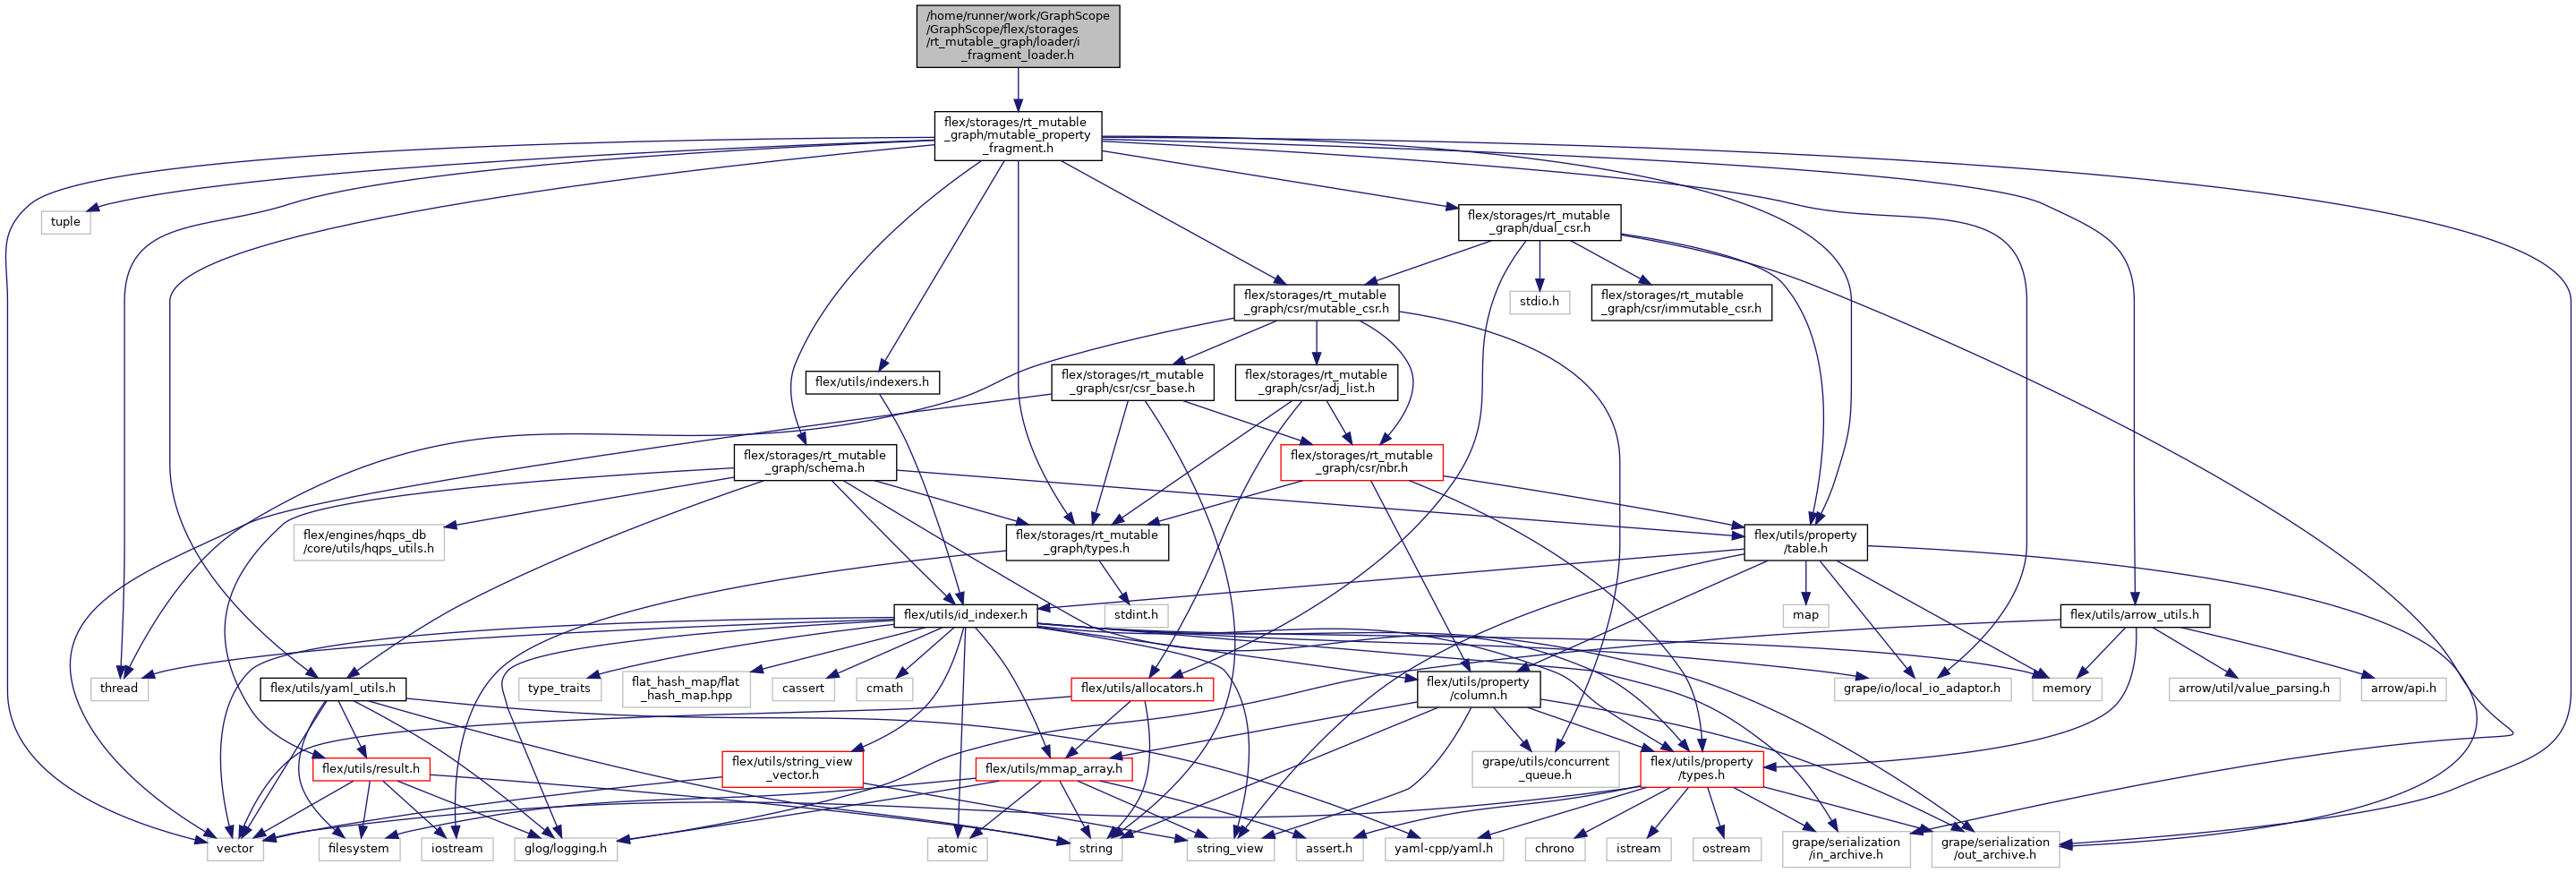 /home/runner/work/GraphScope
/GraphScope/flex/storages
/rt_mutable_graph/loader/i
_fragment_loader.h
flex/storages/rt_mutable
_graph/mutable_property
_fragment.h
tuple
flex/storages/rt_mutable
_graph/dual_csr.h
flex/storages/rt_mutable
_graph/csr/mutable_csr.h
stdio.h
flex/storages/rt_mutable
_graph/csr/immutable_csr.h
flex/utils/indexers.h
flex/storages/rt_mutable
_graph/csr/csr_base.h
flex/storages/rt_mutable
_graph/csr/adj_list.h
flex/storages/rt_mutable
_graph/schema.h
flex/storages/rt_mutable
_graph/csr/nbr.h
flex/engines/hqps_db
/core/utils/hqps_utils.h
flex/storages/rt_mutable
_graph/types.h
flex/utils/property
/table.h
flex/utils/id_indexer.h
stdint.h
map
flex/utils/arrow_utils.h
thread
flex/utils/yaml_utils.h
type_traits
flat_hash_map/flat
_hash_map.hpp
cassert
cmath
flex/utils/allocators.h
flex/utils/property
/column.h
grape/io/local_io_adaptor.h
memory
arrow/util/value_parsing.h
arrow/api.h
flex/utils/result.h
flex/utils/string_view
_vector.h
flex/utils/mmap_array.h
grape/utils/concurrent
_queue.h
flex/utils/property
/types.h
vector
filesystem
iostream
glog/logging.h
atomic
string
string_view
assert.h
yaml-cpp/yaml.h
chrono
istream
ostream
grape/serialization
/in_archive.h
grape/serialization
/out_archive.h